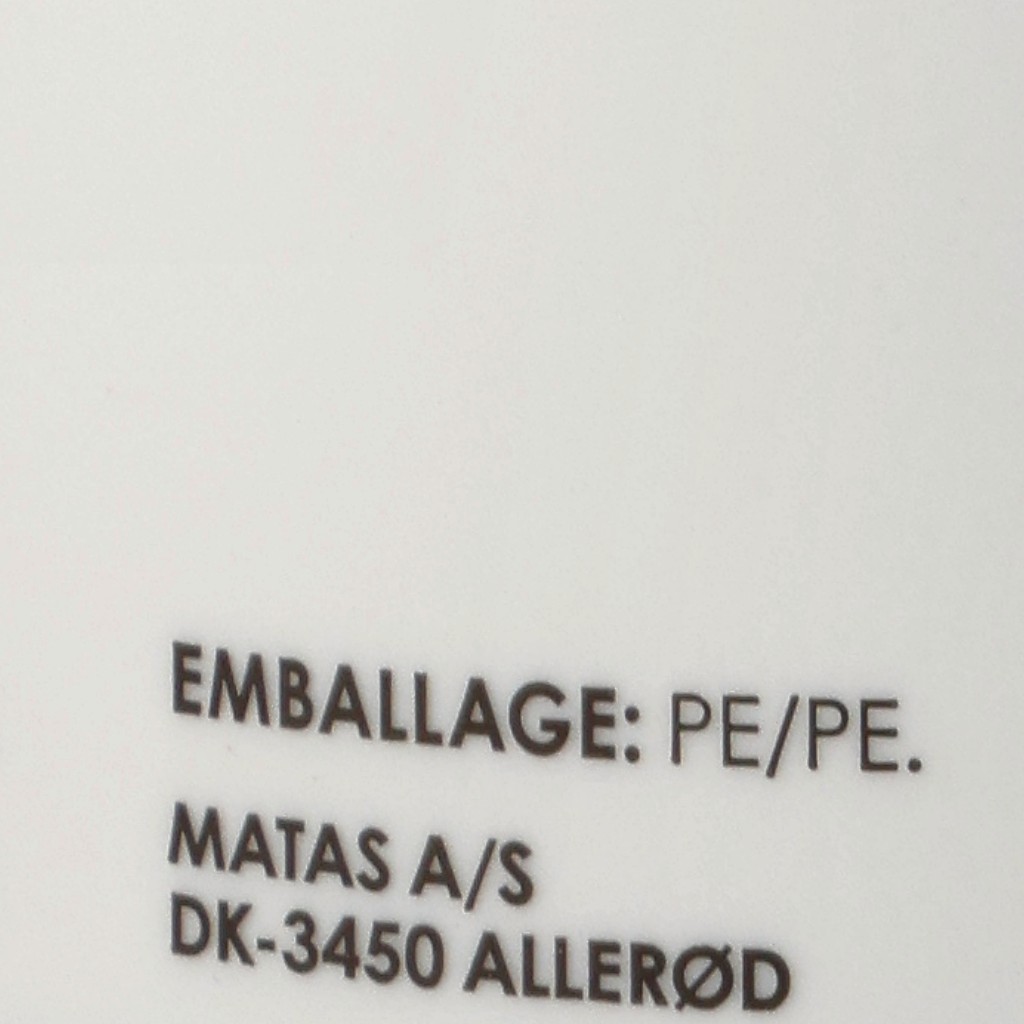 EMBALLAGE: PE/PE.
MATAS A/S
DK-3450 ALLERØD